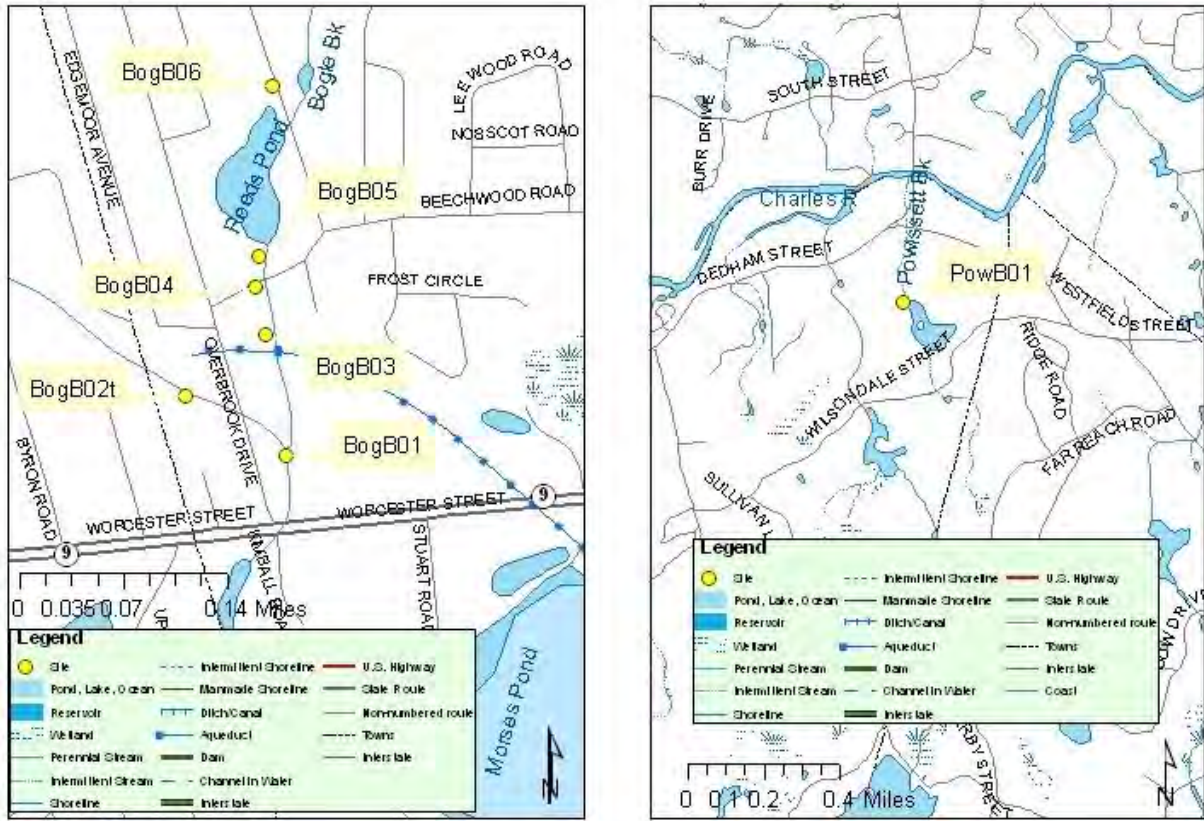 BogB06
EDGEMOOR AVENUE
Bogle Bk
LEE WOOD ROAD
NOSSCOT ROAD
Reeds Pond
BogB05
BEECHWOOD ROAD
BogB04
FROST CIRCLE
OVERBROOK DRIVE
BogB03
BogB02t
BogB01
BYRON ROAD
WORCESTER STREET
WORCESTER STREET
9
9
STUART ROAD
0 0.035 0.07 0.14 Miles
UP
Morses Pond
Legend
Site
Pond, Lake, Ocean
Reservoir
Wetland
Perennial Stream
Intermittent Stream
Shoreline
Intermittent Shoreline
Manmade Shoreline
Ditch/Canal
Aqueduct
Dam
Channel in Water
Interstate
U.S. Highway
State Route
Non-numbered route
Towns
Interstate
N
SOUTH STREET
BURR DRIVE
Charles R
Powissett Bk
DEDHAM STREET
PowB01
WESTFIELD STREET
WILSONDALE STREET
RIDGE ROAD
FAR REACH ROAD
SULLIVAN L
Legend
Site
Pond, Lake, Ocean
Reservoir
Wetland
Perennial Stream
Intermittent Stream
Shoreline
Intermittent Shoreline
Manmade Shoreline
Ditch/Canal
Aqueduct
Dam
Channel in Water
Interstate
U.S. Highway
State Route
Non-numbered route
Towns
Interstate
Coast
RBY STREET
0 0.1 0.2 0.4 Miles
N